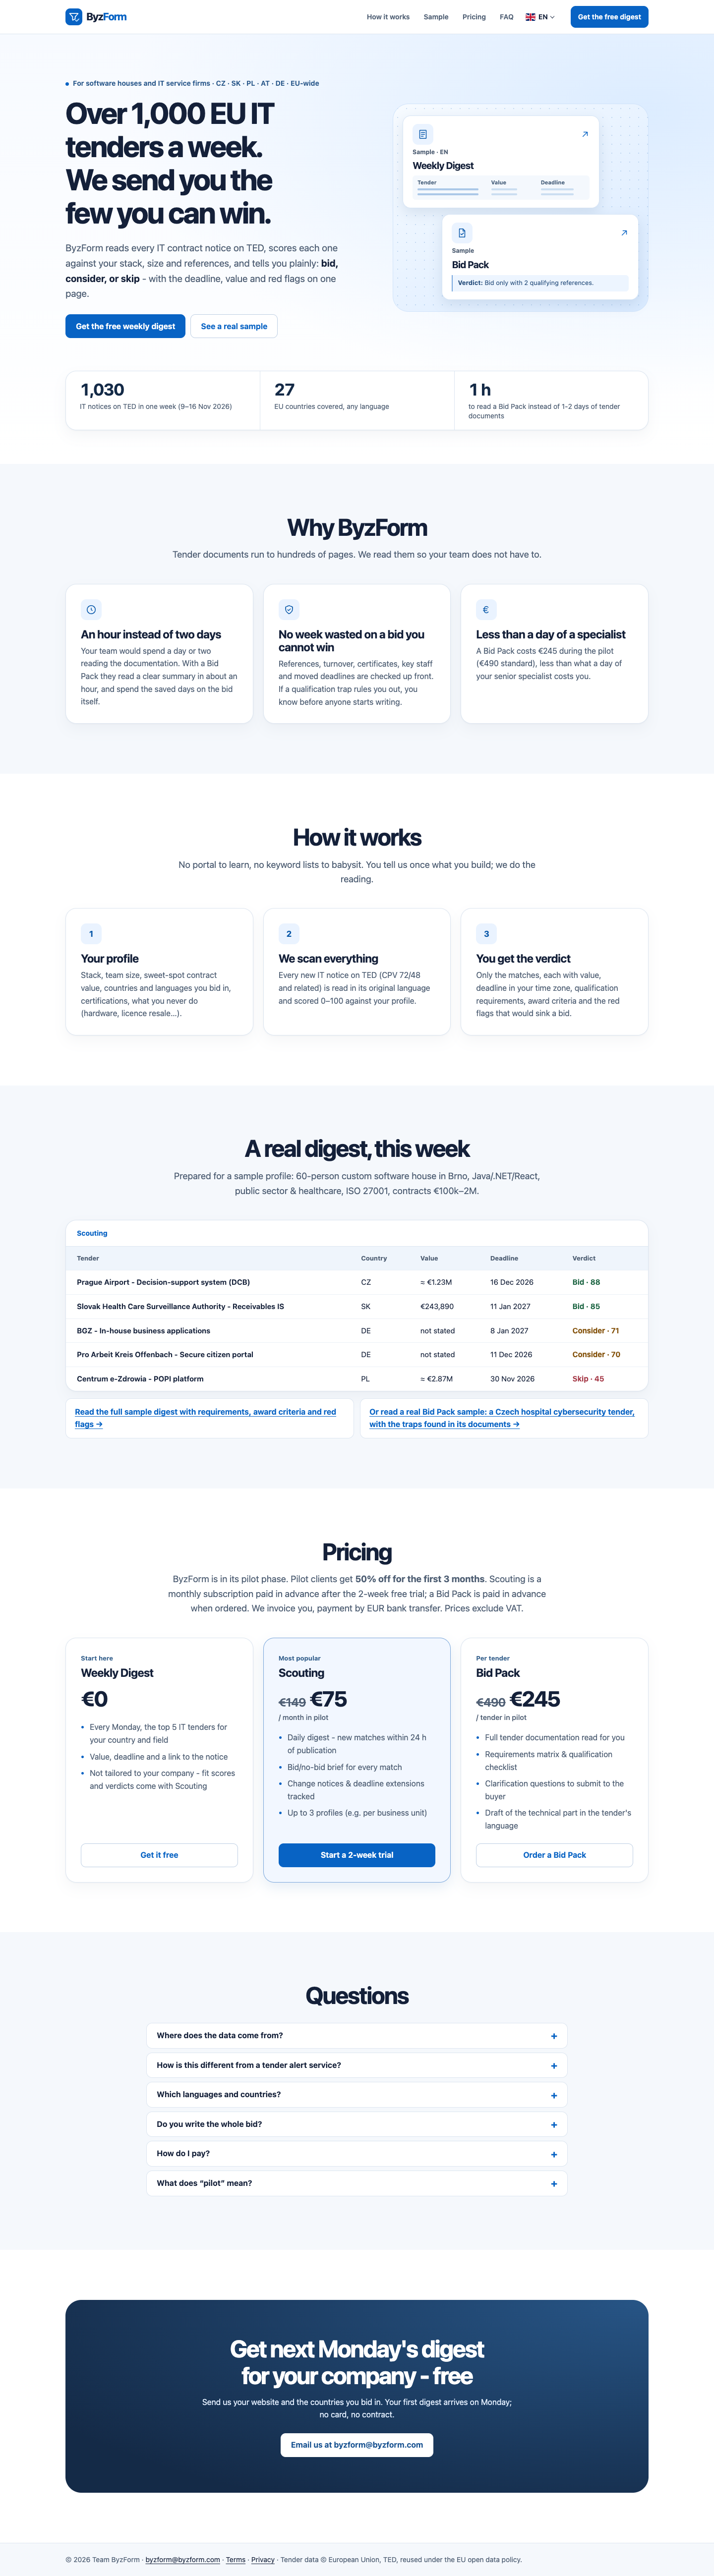 ByzForm
How it works
Sample
Pricing
FAQ
EN
Get the free digest
For software houses and IT service firms · CZ · SK · PL · AT · DE · EU-wide
Over 1,000 EU IT
tenders a week.
We send you the
few you can win.
ByzForm reads every IT contract notice on TED, scores each one
against your stack, size and references, and tells you plainly: bid,
consider, or skip - with the deadline, value and red flags on one
page.
Get the free weekly digest
See a real sample
Sample · EN
Weekly Digest
Tender Value Deadline
Sample
Bid Pack
Verdict: Bid only with 2 qualifying references.
1,030
IT notices on TED in one week (9–16 Nov 2026)
27
EU countries covered, any language
1 h
to read a Bid Pack instead of 1–2 days of tender
documents
Why ByzForm
Tender documents run to hundreds of pages. We read them so your team does not have to.
An hour instead of two days
Your team would spend a day or two
reading the documentation. With a Bid
Pack they read a clear summary in about an
hour, and spend the saved days on the bid
itself.
No week wasted on a bid you
cannot win
References, turnover, certificates, key staff
and moved deadlines are checked up front.
If a qualification trap rules you out, you
know before anyone starts writing.
€
Less than a day of a specialist
A Bid Pack costs €245 during the pilot
(€490 standard), less than what a day of
your senior specialist costs you.
How it works
No portal to learn, no keyword lists to babysit. You tell us once what you build; we do the
reading.
1
Your profile
Stack, team size, sweet-spot contract
value, countries and languages you bid in,
certifications, what you never do
(hardware, licence resale…).
2
We scan everything
Every new IT notice on TED (CPV 72/48
and related) is read in its original language
and scored 0–100 against your profile.
3
You get the verdict
Only the matches, each with value,
deadline in your time zone, qualification
requirements, award criteria and the red
flags that would sink a bid.
A real digest, this week
Prepared for a sample profile: 60-person custom software house in Brno, Java/.NET/React,
public sector & healthcare, ISO 27001, contracts €100k–2M.
Scouting
Tender Country Value Deadline Verdict
Prague Airport - Decision-support system (DCB) CZ ≈ €1.23M 16 Dec 2026 Bid · 88
Slovak Health Care Surveillance Authority - Receivables IS SK €243,890 11 Jan 2027 Bid · 85
BGZ - In-house business applications DE not stated 8 Jan 2027 Consider · 71
Pro Arbeit Kreis Offenbach - Secure citizen portal DE not stated 11 Dec 2026 Consider · 70
Centrum e-Zdrowia - POPI platform PL ≈ €2.87M 30 Nov 2026 Skip · 45
Read the full sample digest with requirements, award criteria and red
flags →
Or read a real Bid Pack sample: a Czech hospital cybersecurity tender,
with the traps found in its documents →
Pricing
ByzForm is in its pilot phase. Pilot clients get 50% off for the first 3 months. Scouting is a
monthly subscription paid in advance after the 2-week free trial; a Bid Pack is paid in advance
when ordered. We invoice you, payment by EUR bank transfer. Prices exclude VAT.
Start here
Weekly Digest
€0
• Every Monday, the top 5 IT tenders for
your country and field
• Value, deadline and a link to the notice
• Not tailored to your company - fit scores
and verdicts come with Scouting
Get it free
Most popular
Scouting
€149 €75
/ month in pilot
• Daily digest - new matches within 24 h
of publication
• Bid/no-bid brief for every match
• Change notices & deadline extensions
tracked
• Up to 3 profiles (e.g. per business unit)
Start a 2-week trial
Per tender
Bid Pack
€490 €245
/ tender in pilot
• Full tender documentation read for you
• Requirements matrix & qualification
checklist
• Clarification questions to submit to the
buyer
• Draft of the technical part in the tender's
language
Order a Bid Pack
Questions
Where does the data come from? +
How is this different from a tender alert service? +
Which languages and countries? +
Do you write the whole bid? +
How do I pay? +
What does “pilot” mean? +
Get next Monday's digest
for your company - free
Send us your website and the countries you bid in. Your first digest arrives on Monday;
no card, no contract.
Email us at byzform@byzform.com
© 2026 Team ByzForm · byzform@byzform.com · Terms · Privacy · Tender data © European Union, TED, reused under the EU open data policy.